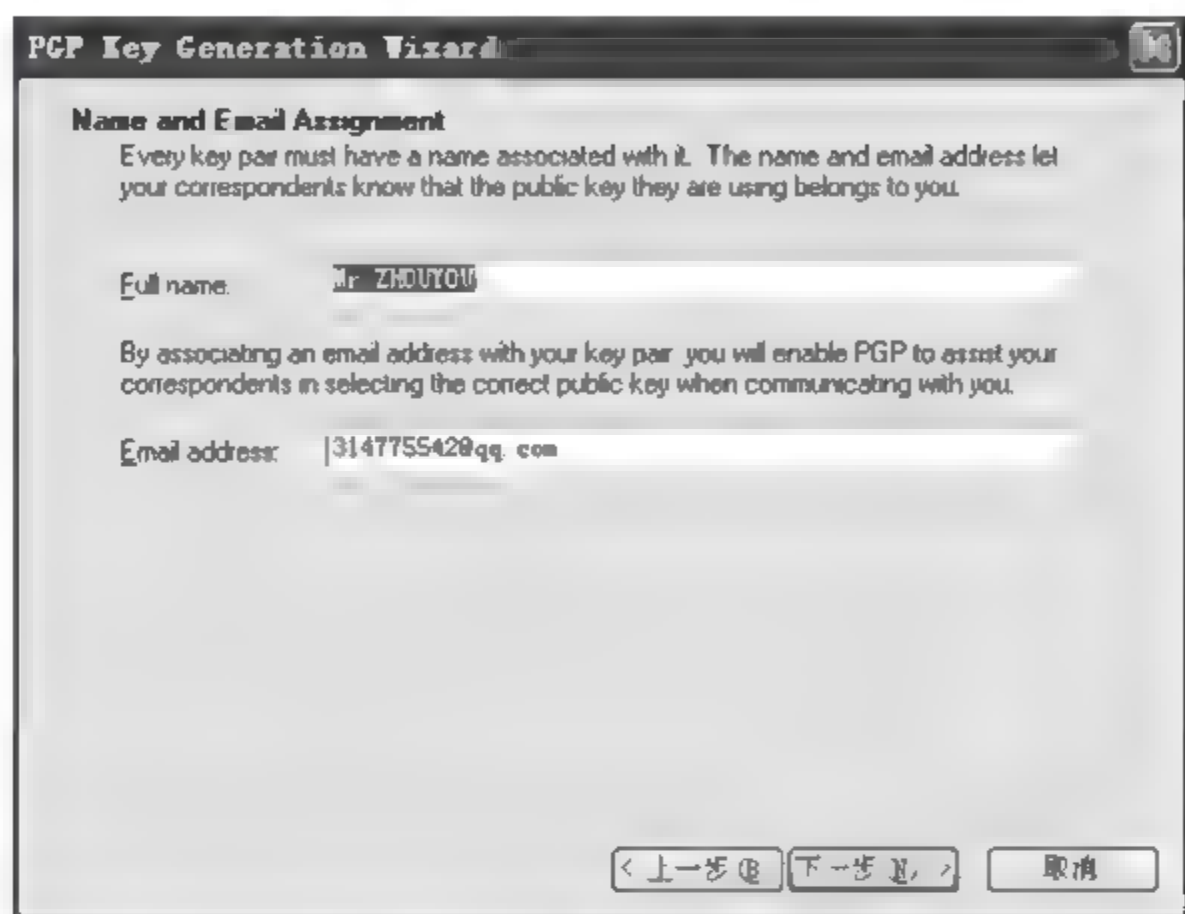 PGP Key Generation Wizard
Name and Email Assignment
Every key pair must have a name associated with it. The name and email address let
your correspondents know that the public key they are using belongs to you.
Full name:
Mr ZHOUYOU
By associating an email address with your key pair you will enable PGP to assist your
correspondents in selecting the correct public key when communicating with you.
Email address:
314775542@qq.com
< 上一步(B)
下一步(N) >
取消